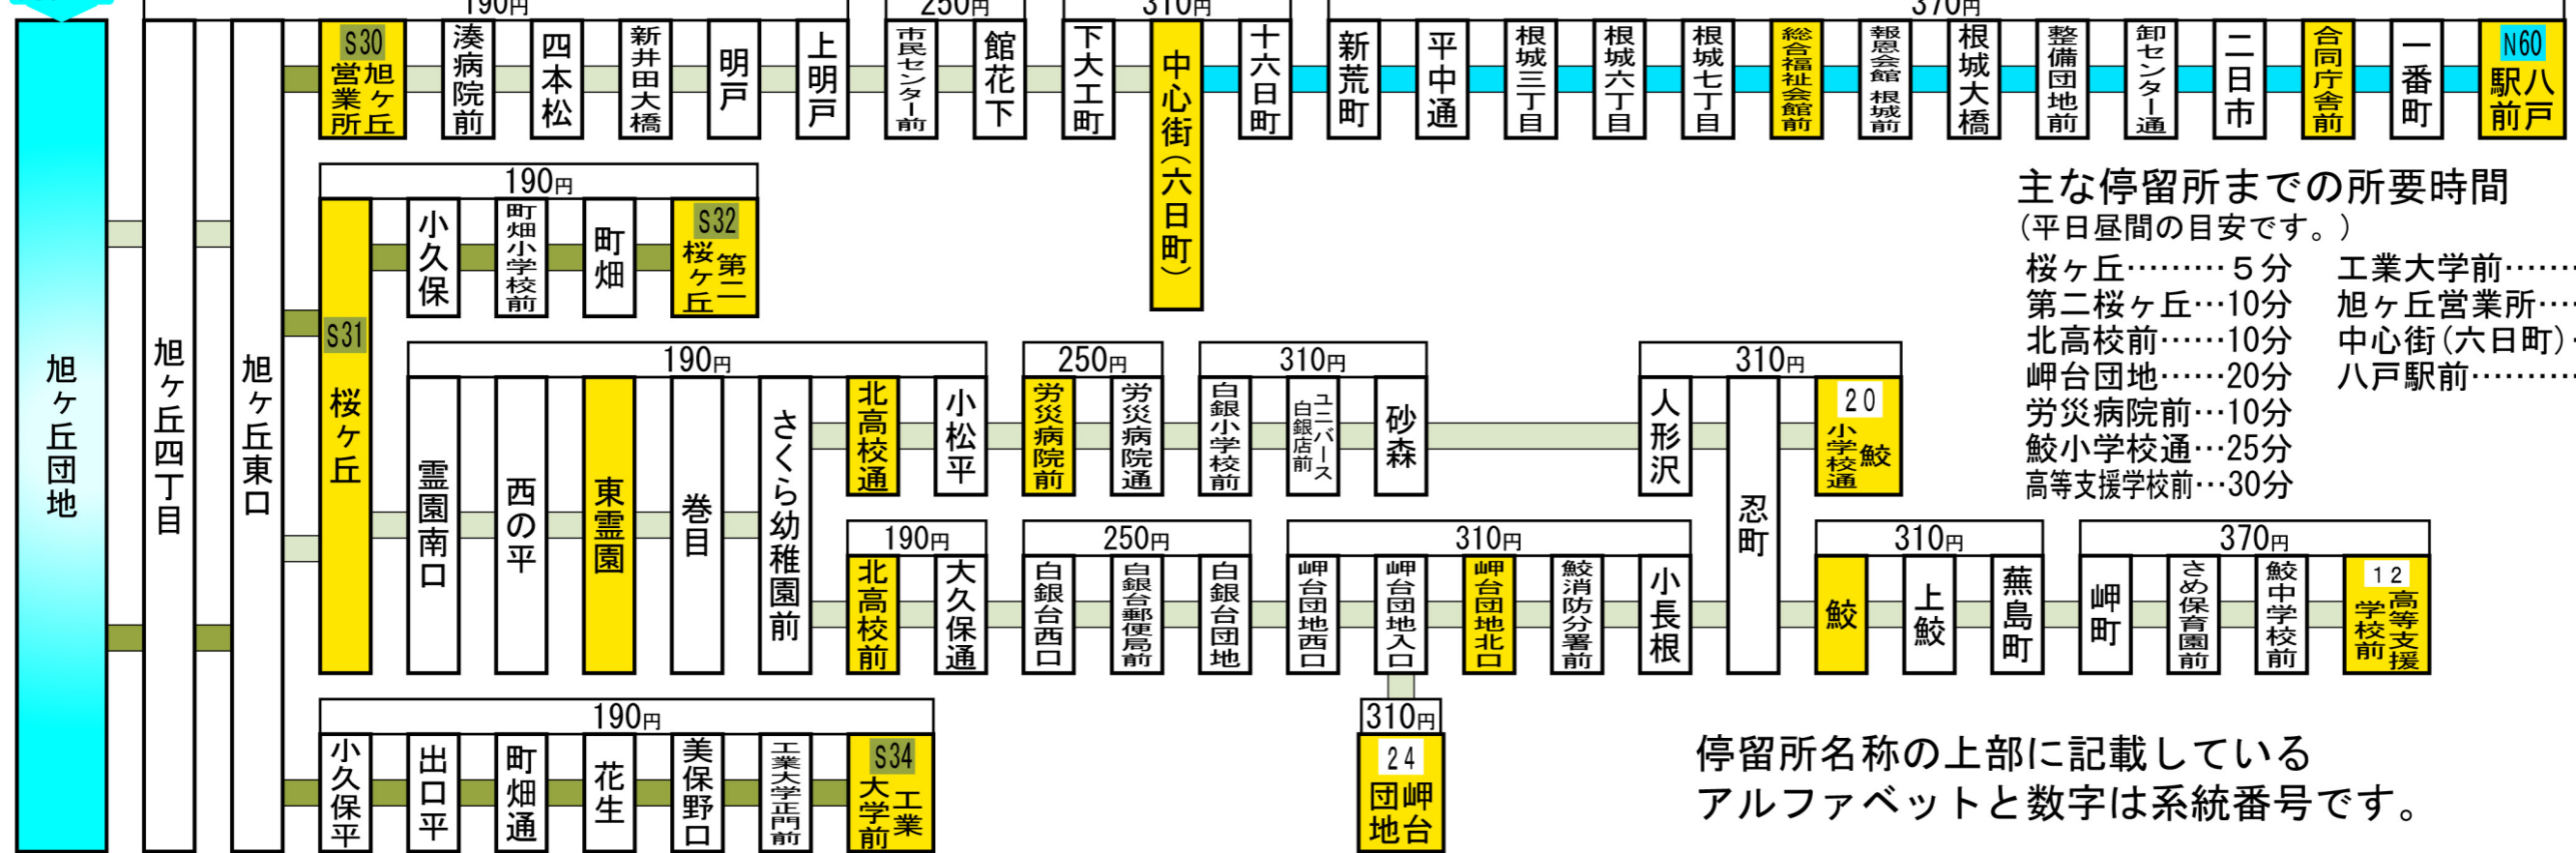 190円
250円
310円
370円
旭ヶ丘団地
旭ヶ丘四丁目
旭ヶ丘東口
S30
旭ヶ丘営業所
湊病院前
四本松
新井田大橋
明戸
上明戸
市民センター前
館花下
下大工町
中心街(六日町)
十六日町
新荒町
平中通
根城三丁目
根城六丁目
根城七丁目
総合福祉会館前
報恩会館 根城前
根城大橋
整備団地前
卸センター通
二日市
合同庁舎前
一番町
N60
八戸駅前
190円
S31
桜ヶ丘
小久保
町畑小学校前
町畑
S32
第二桜ヶ丘
主な停留所までの所要時間
(平日昼間の目安です。)
桜ヶ丘………5分
第二桜ヶ丘…10分
北高校前……10分
岬台団地……20分
労災病院前…10分
鮫小学校通…25分
高等支援学校前…30分
工業大学前……
旭ヶ丘営業所…
中心街(六日町)
八戸駅前………
190円
250円
310円
310円
霊園南口
西の平
東霊園
巻目
さくら幼稚園前
北高校通
小松平
労災病院前
労災病院通
白銀小学校前
ユニバース白銀店前
砂森
人形沢
忍町
20
鮫小学校通
190円
250円
310円
310円
370円
北高校前
大久保通
白銀台西口
白銀台郵便局前
白銀台団地
岬台団地西口
岬台団地入口
岬台団地北口
鮫消防分署前
小長根
鮫
上鮫
蕪島町
岬町
さめ保育園前
鮫中学校前
12
高等支援学校前
190円
小久保平
出口平
町畑通
花生
美保野口
工業大学正門前
S34
工業大学前
310円
24
岬台団地
停留所名称の上部に記載している
アルファベットと数字は系統番号です。